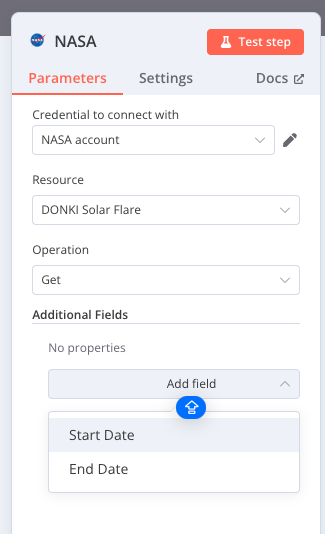 NASA
Test step
Parameters
Settings
Docs
Credential to connect with
NASA account
Resource
DONKI Solar Flare
Operation
Get
Additional Fields
No properties
Add field
Start Date
End Date